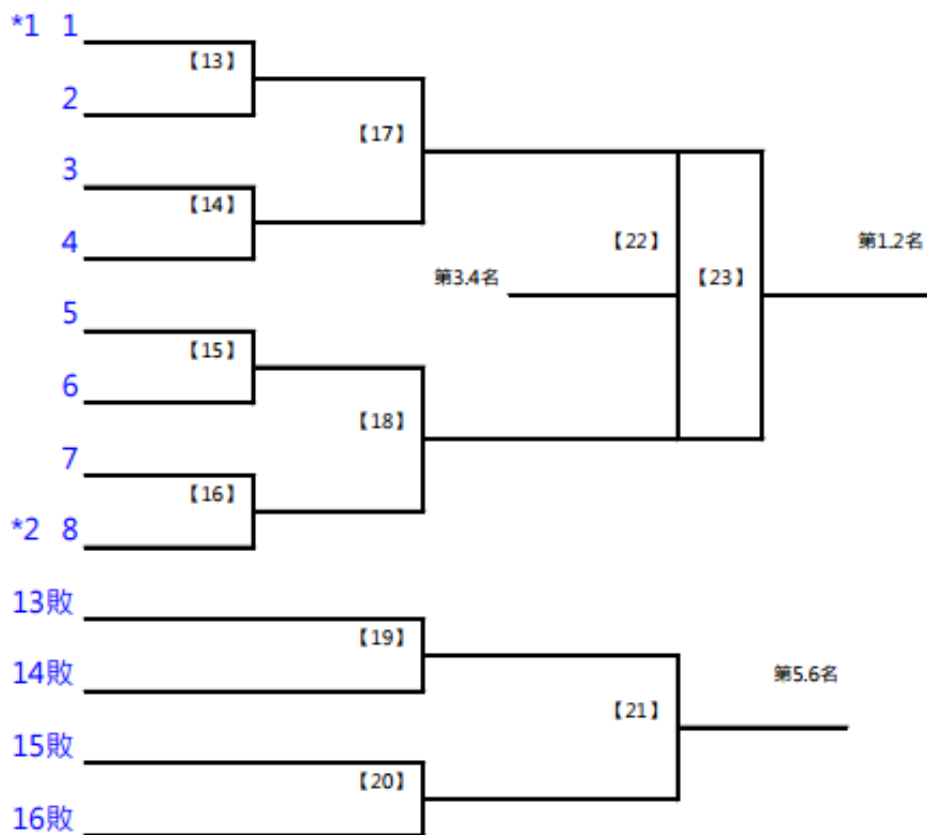 *1 1
【13】
2
【17】
3
【14】
4
【22】
第1.2名
第3.4名
【23】
5
【15】
6
【18】
7
【16】
*2 8
13敗
【19】
14敗
第5.6名
【21】
15敗
【20】
16敗